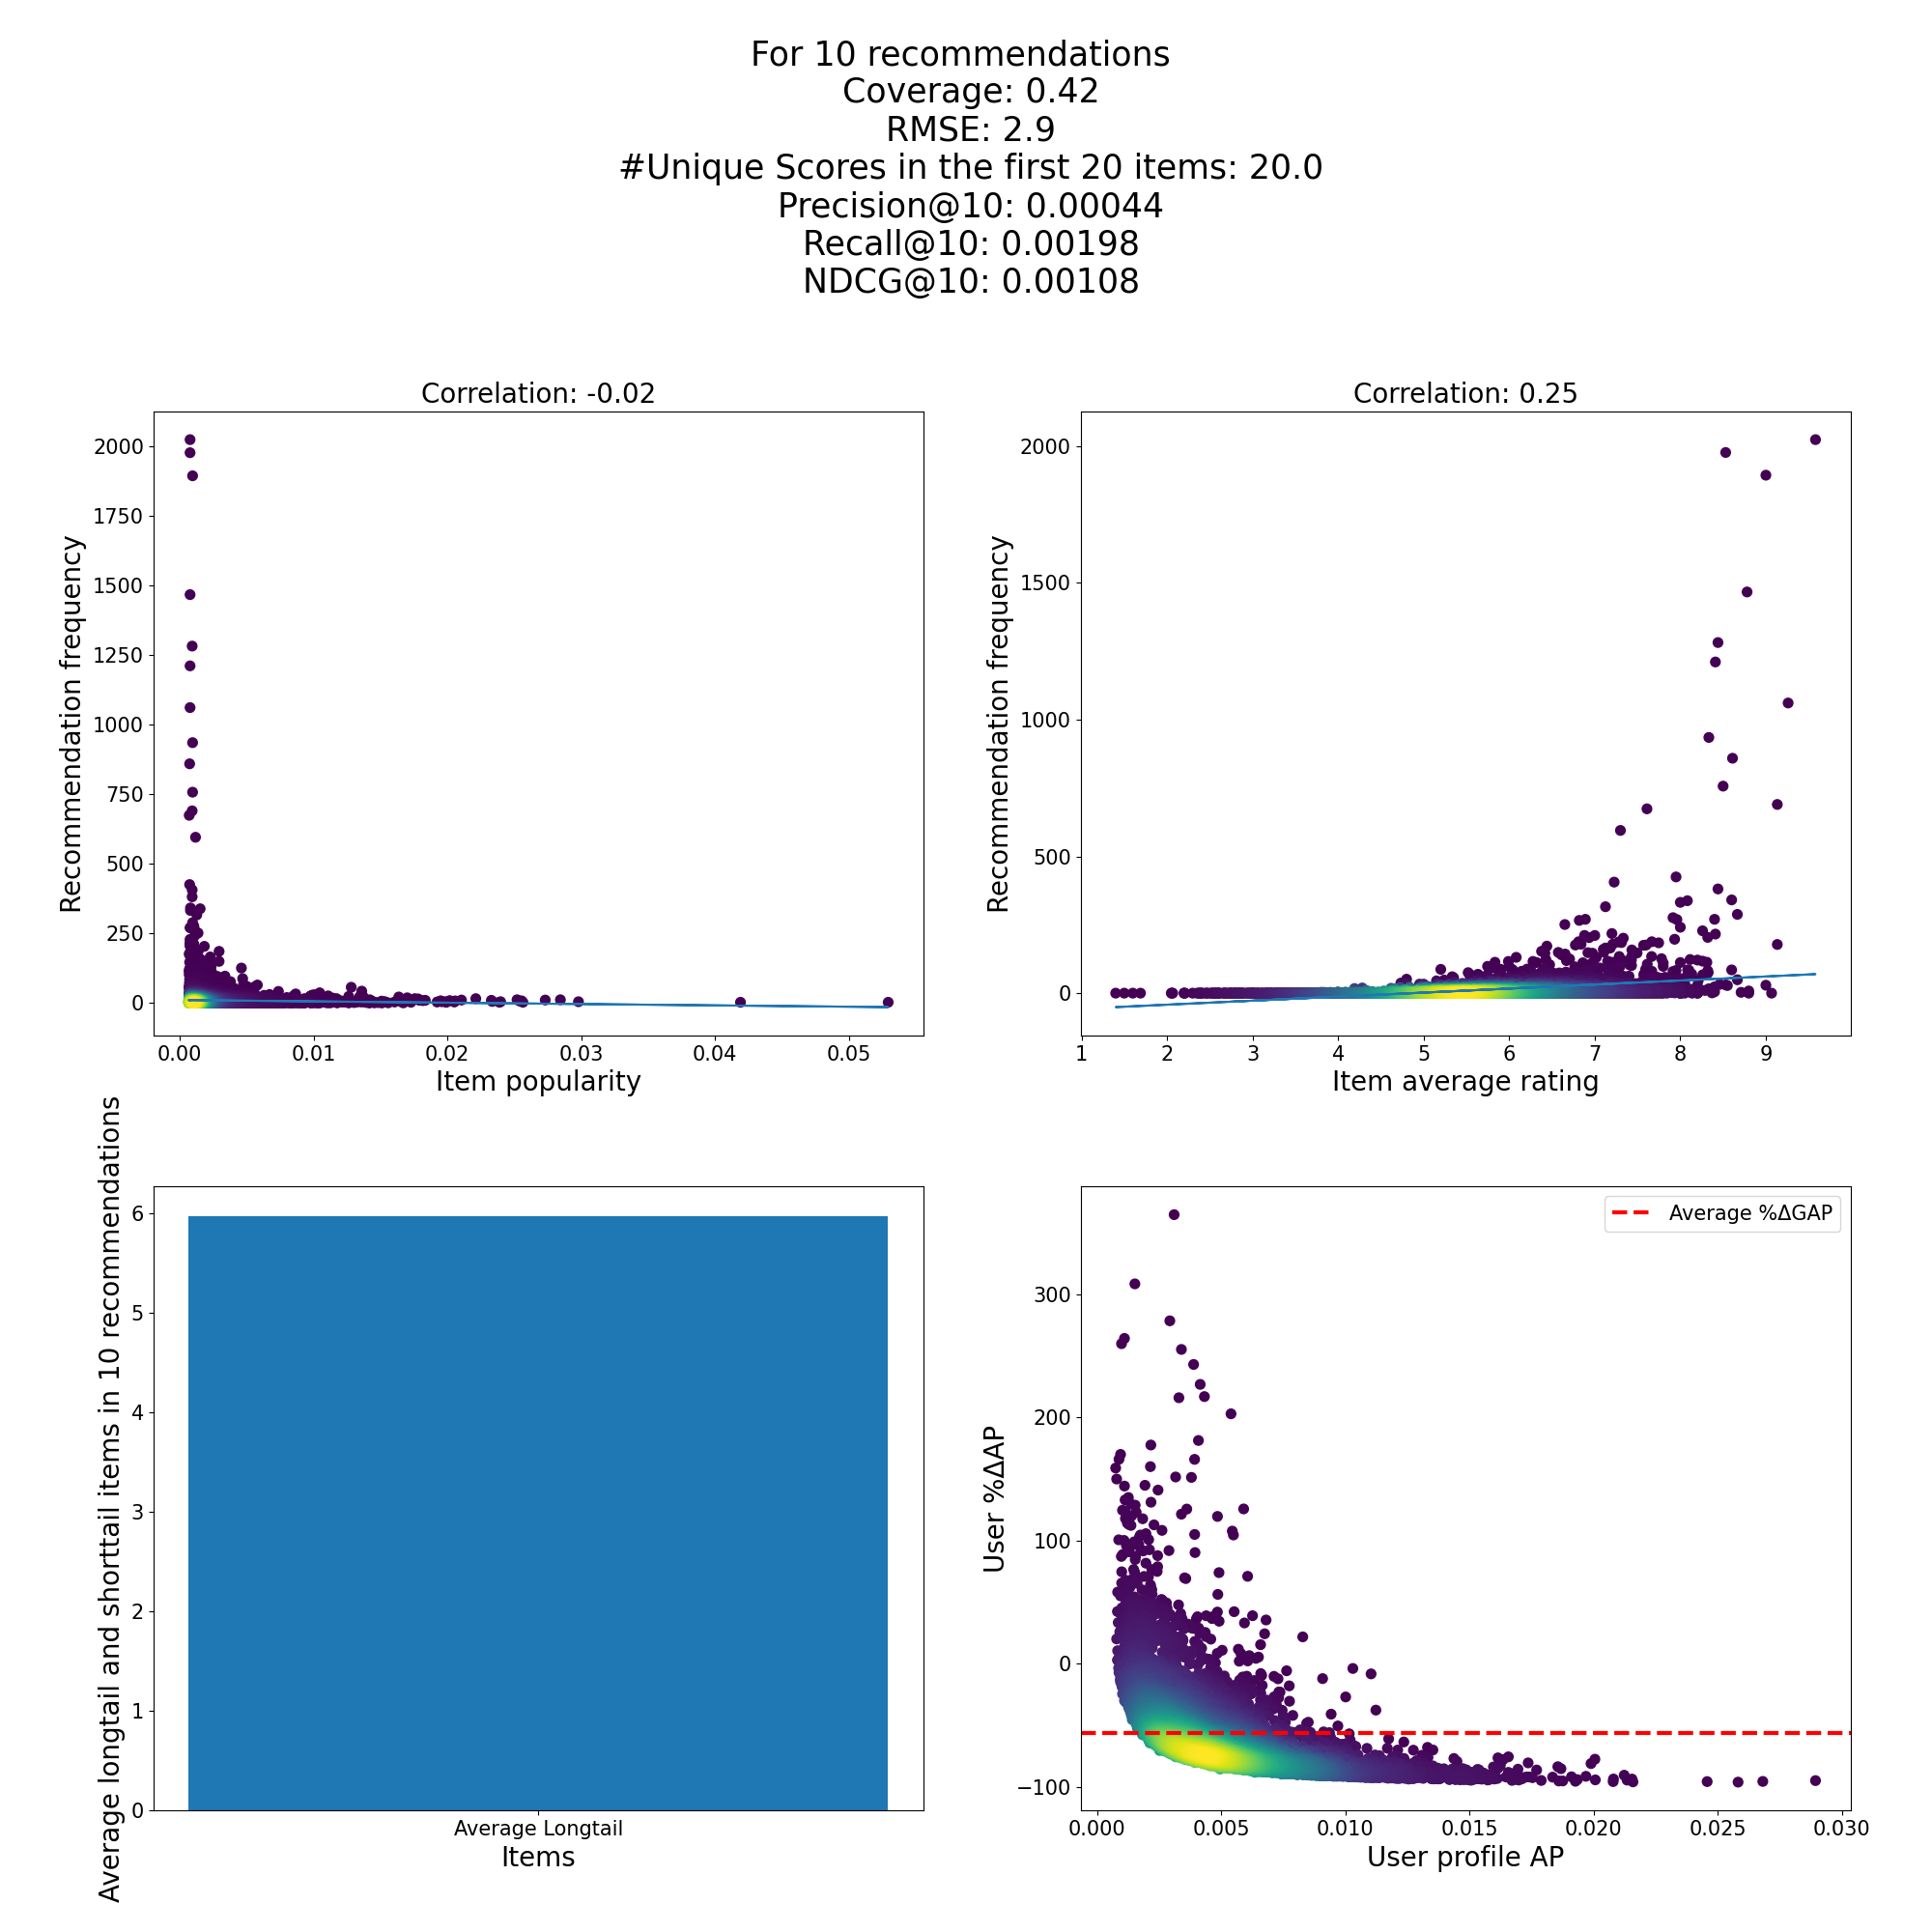 For 10 recommendations
Coverage: 0.42
RMSE: 2.9
#Unique Scores in the first 20 items: 20.0
Precision@10: 0.00044
Recall@10: 0.00198
NDCG@10: 0.00108
Correlation: -0.02
2000
1750
1500
1250
1000
750
500
250
0
Recommendation frequency
0.00 0.01 0.02 0.03 0.04 0.05
Item popularity
Correlation: 0.25
2000
1500
1000
500
0
Recommendation frequency
1 2 3 4 5 6 7 8 9
Item average rating
6
5
4
3
2
1
0
Average longtail and shorttail items in 10 recommendations
Average Longtail
Items
Average %ΔGAP
300
200
100
0
−100
User %ΔAP
0.000 0.005 0.010 0.015 0.020 0.025 0.030
User profile AP